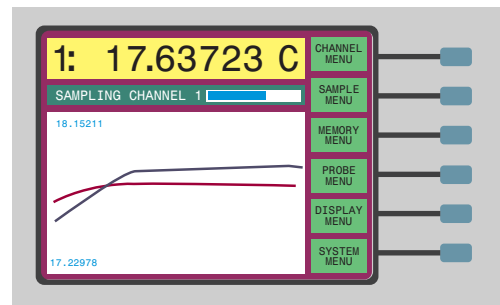 1: 17.63723 C
SAMPLING CHANNEL 1
18.15211
17.22978
CHANNEL
MENU
SAMPLE
MENU
MEMORY
MENU
PROBE
MENU
DISPLAY
MENU
SYSTEM
MENU